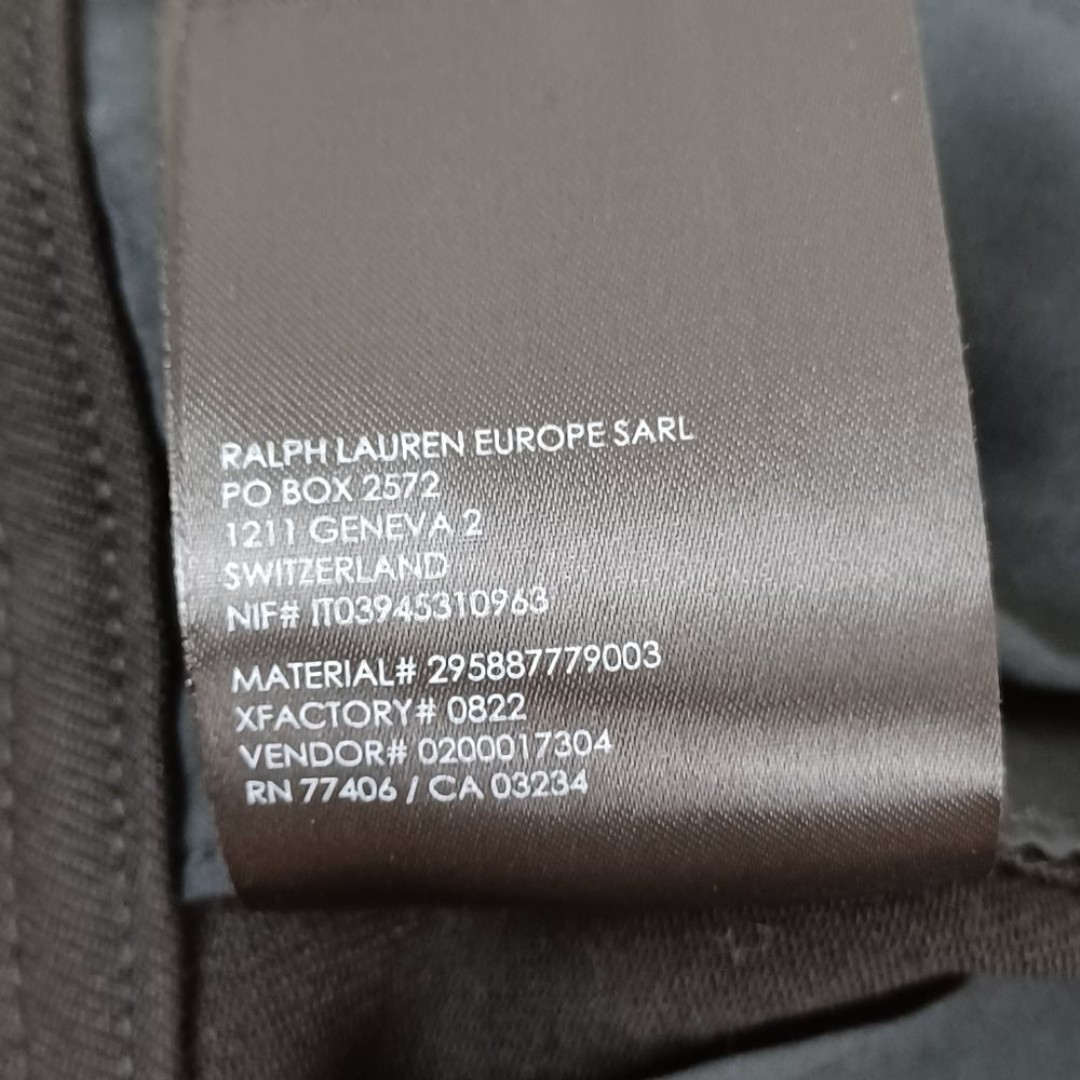 RALPH LAUREN EUROPE SARL
PO BOX 2572
1211 GENEVA 2
SWITZERLAND
NIF# IT03945310963
MATERIAL# 295887779003
XFACTORY# 0822
VENDOR# 0200017304
RN 77406 / CA 03234